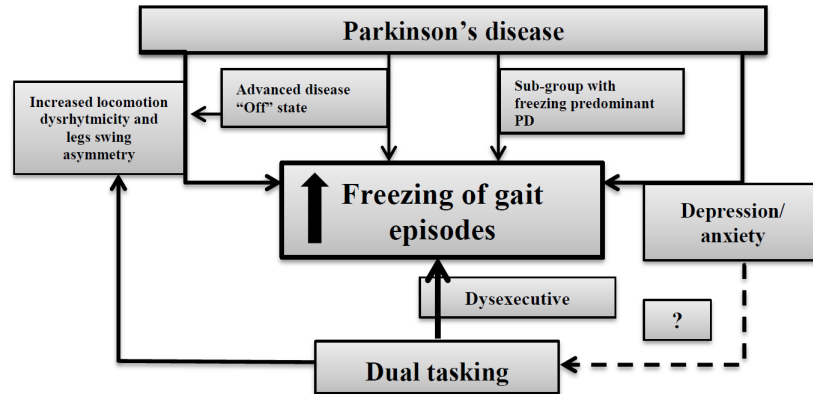 Parkinson's disease
Advanced disease
"Off" state
Sub-group with
freezing predominant
PD
Increased locomotion
dysrhytmicity and
legs swing
asymmetry
Freezing of gait
episodes
Depression/
anxiety
Dysexecutive
?
Dual tasking